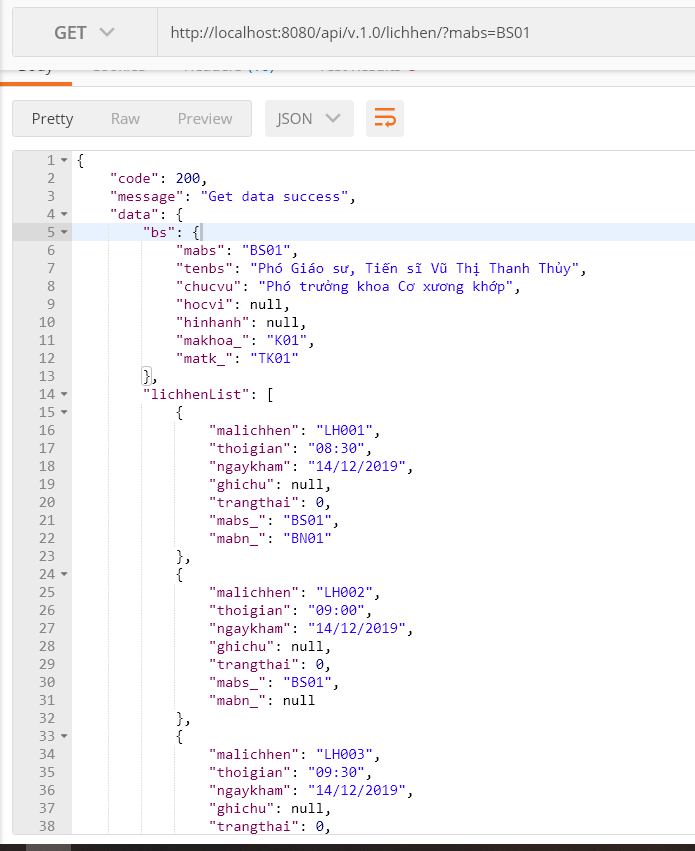 GET http://localhost:8080/api/v.1.0/lichhen/?mabs=BS01
Pretty Raw Preview JSON
1 {
2 "code": 200,
3 "message": "Get data success",
4 "data": {
5 "bs": {
6 "mabs": "BS01",
7 "tenbs": "Phó Giáo sư, Tiến sĩ Vũ Thị Thanh Thủy",
8 "chucvu": "Phó trưởng khoa Cơ xương khớp",
9 "hocvi": null,
10 "hinhanh": null,
11 "makhoa_": "K01",
12 "matk_": "TK01"
13 },
14 "lichhenList": [
15 {
16 "malichhen": "LH001",
17 "thoigian": "08:30",
18 "ngaykham": "14/12/2019",
19 "ghichu": null,
20 "trangthai": 0,
21 "mabs_": "BS01",
22 "mabn_": "BN01"
23 },
24 {
25 "malichhen": "LH002",
26 "thoigian": "09:00",
27 "ngaykham": "14/12/2019",
28 "ghichu": null,
29 "trangthai": 0,
30 "mabs_": "BS01",
31 "mabn_": null
32 },
33 {
34 "malichhen": "LH003",
35 "thoigian": "09:30",
36 "ngaykham": "14/12/2019",
37 "ghichu": null,
38 "trangthai": 0,